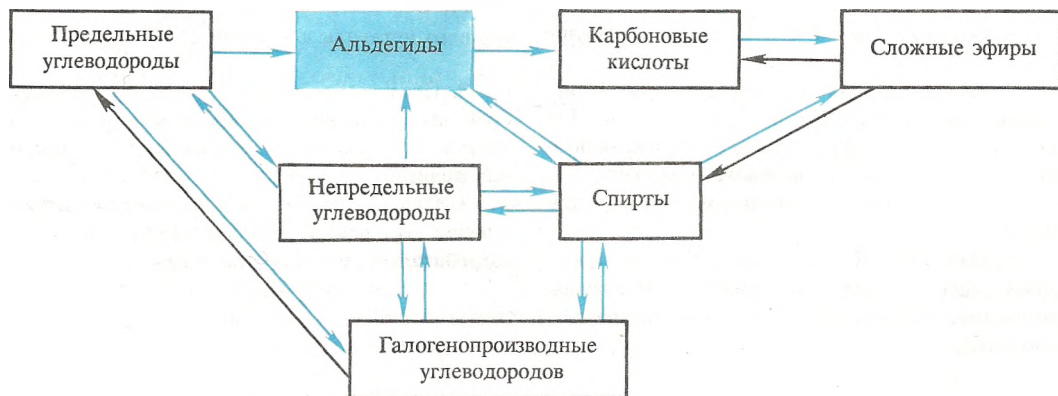 Предельные
углеводороды
Альдегиды
Карбоновые
кислоты
Сложные эфиры
Непредельные
углеводороды
Спирты
Галогенопроизводные
углеводородов